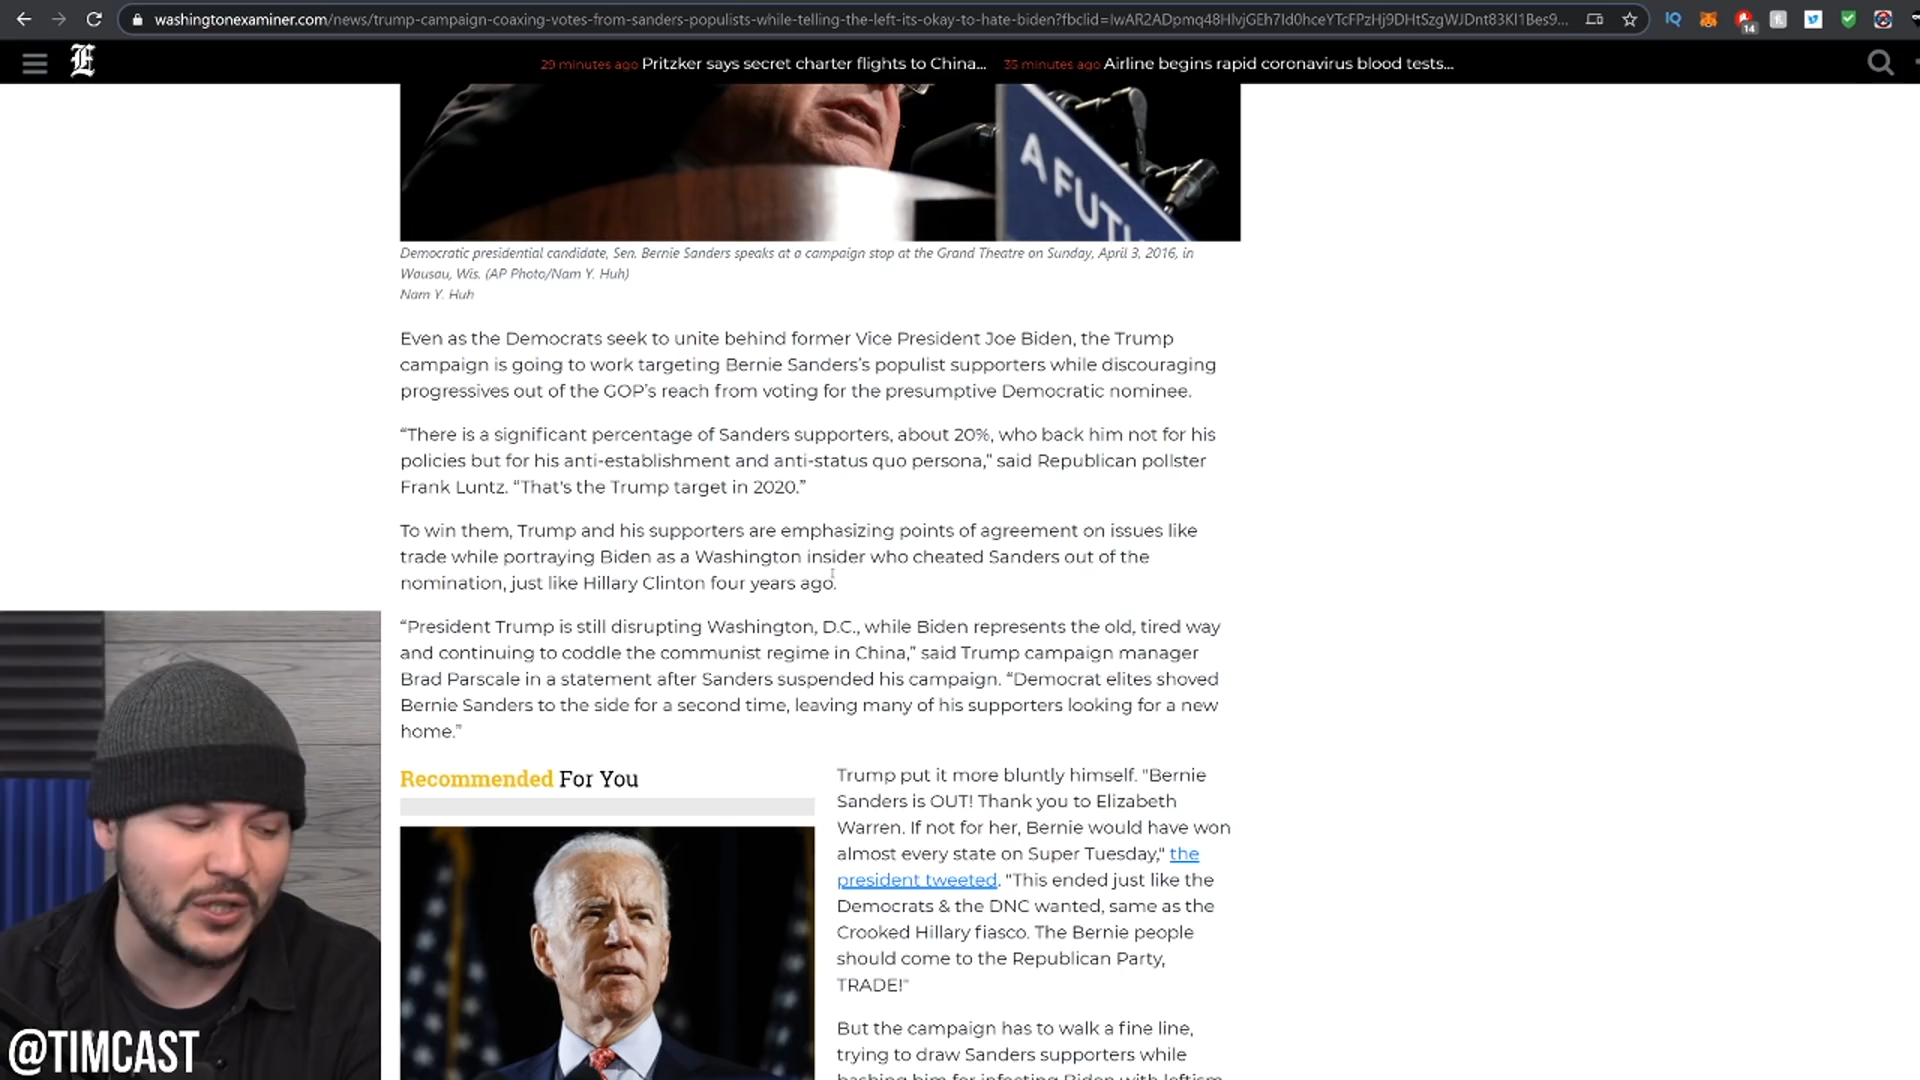 washingtonexaminer.com/news/trump-campaign-coaxing-votes-from-sanders-populists-while-telling-the-left-its-okay-to-hate-biden?fbclid=
14
E
29 minutes ago Pritzker says secret charter flights to China... 35 minutes ago Airline begins rapid coronavirus blood tests...
A FUT
Democratic presidential candidate, Sen. Bernie Sanders speaks at a campaign stop at the Grand Theatre on Sunday, April 3, 2016, in
Wausau, Wis. (AP Photo/Nam Y. Huh)
Nam Y. Huh
Even as the Democrats seek to unite behind former Vice President Joe Biden, the Trump
campaign is going to work targeting Bernie Sanders's populist supporters while discouraging
progressives out of the GOP's reach from voting for the presumptive Democratic nominee.
“There is a significant percentage of Sanders supporters, about 20%, who back him not for his
policies but for his anti-establishment and anti-status quo persona,” said Republican pollster
Frank Luntz. “That's the Trump target in 2020.”
To win them, Trump and his supporters are emphasizing points of agreement on issues like
trade while portraying Biden as a Washington insider who cheated Sanders out of the
nomination, just like Hillary Clinton four years ago.
“President Trump is still disrupting Washington, D.C., while Biden represents the old, tired way
and continuing to coddle the communist regime in China,” said Trump campaign manager
Brad Parscale in a statement after Sanders suspended his campaign. “Democrat elites shoved
Bernie Sanders to the side for a second time, leaving many of his supporters looking for a new
home.”
Recommended For You
Trump put it more bluntly himself. "Bernie
Sanders is OUT! Thank you to Elizabeth
Warren. If not for her, Bernie would have won
almost every state on Super Tuesday," the
president tweeted. "This ended just like the
Democrats & the DNC wanted, same as the
Crooked Hillary fiasco. The Bernie people
should come to the Republican Party,
TRADE!"
But the campaign has to walk a fine line,
trying to draw Sanders supporters while
bashing him for infecting Biden with leftism
@TIMCAST